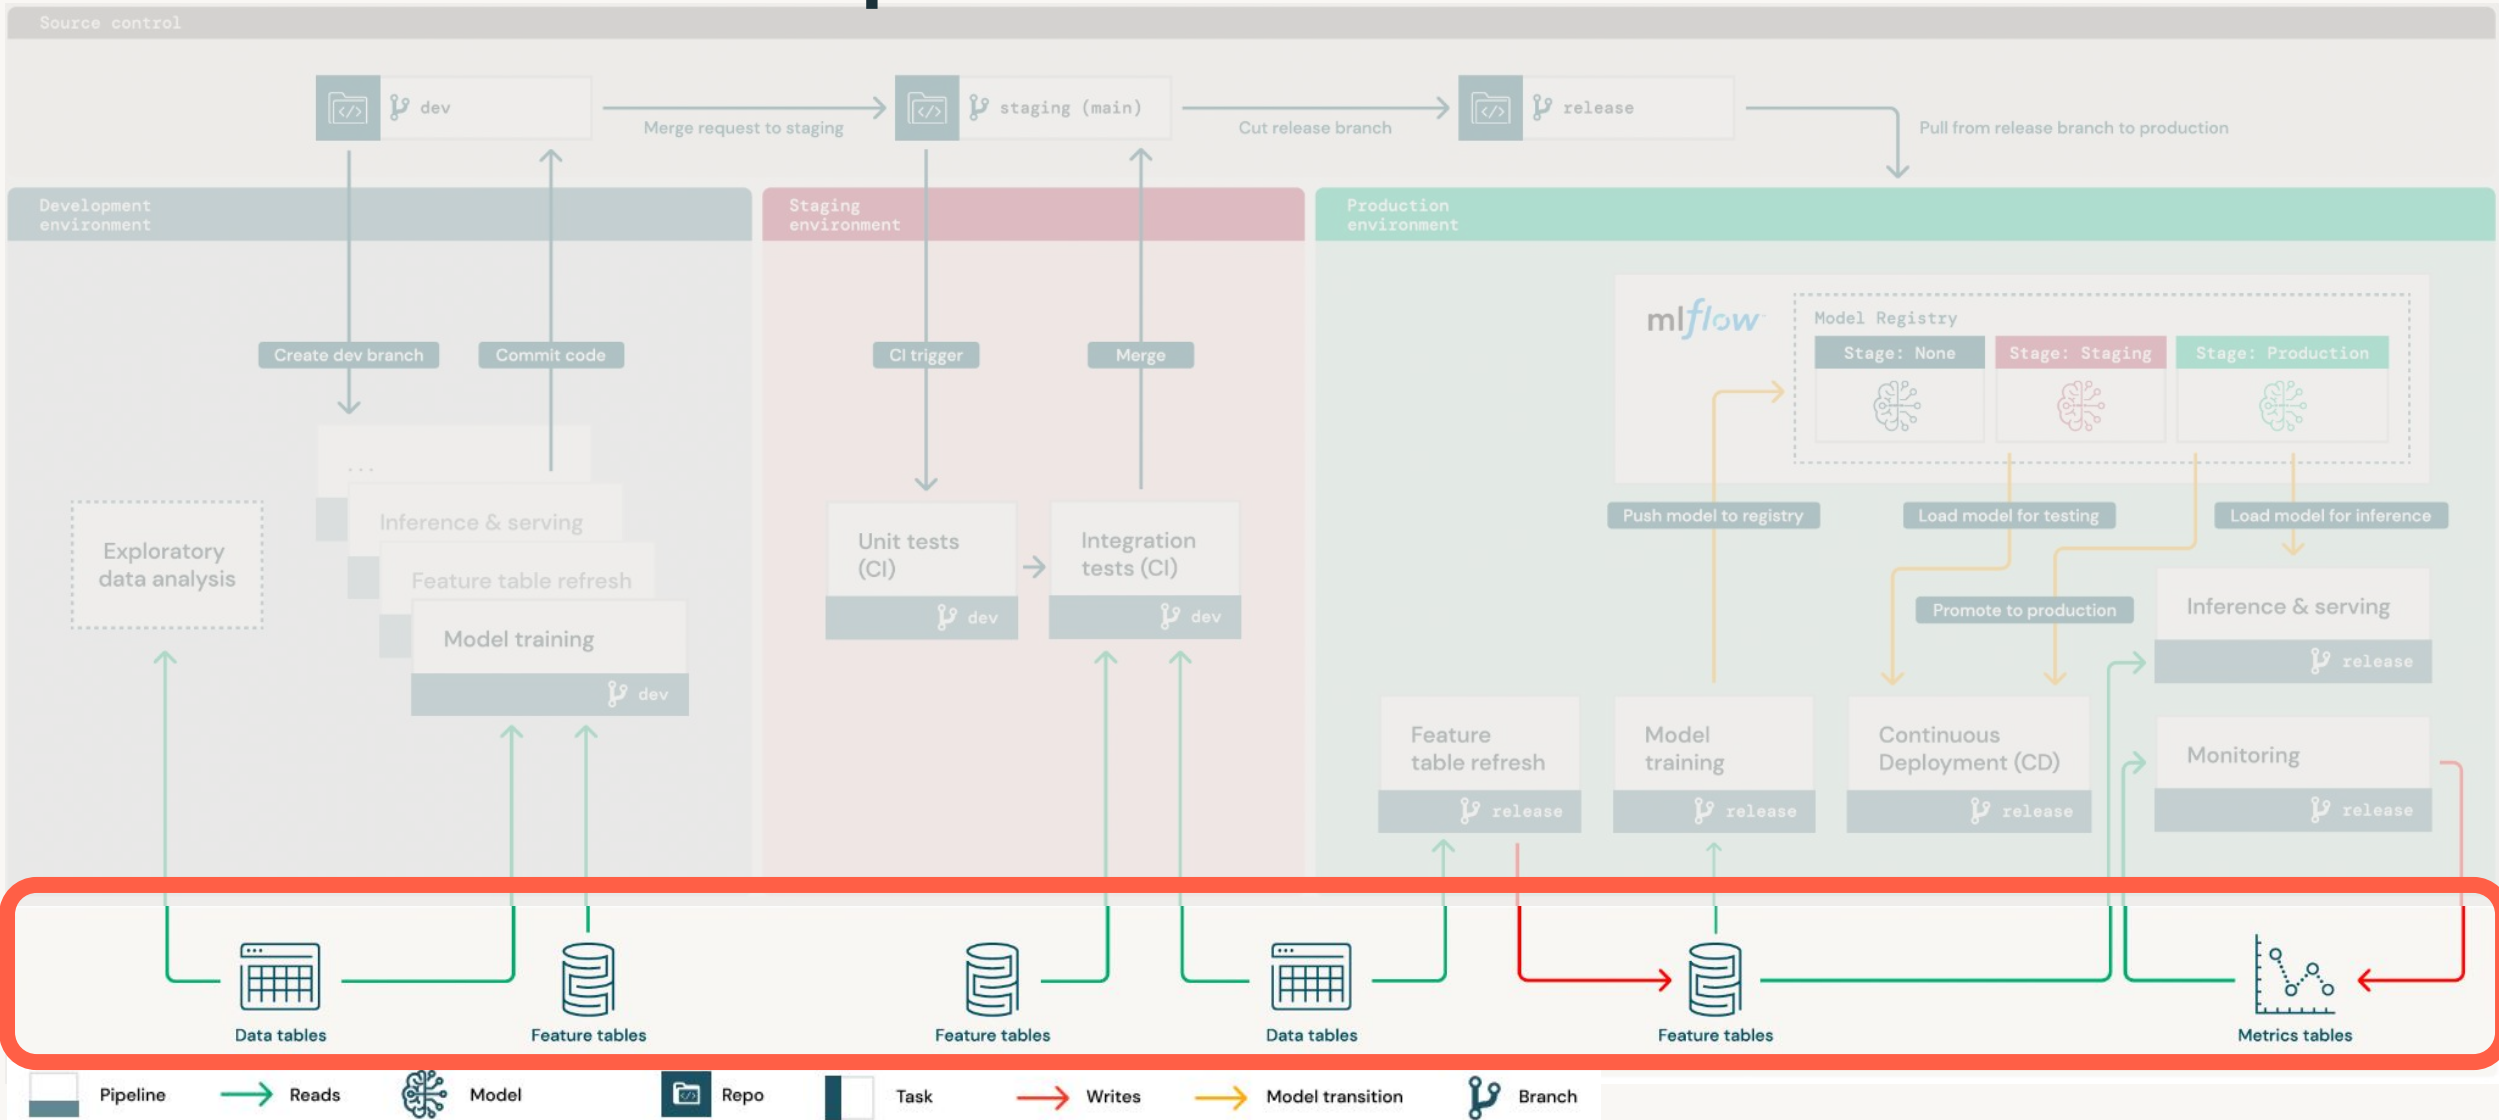 Source control
dev
Merge request to staging
staging (main)
Cut release branch
release
Pull from release branch to production
Development
environment
Staging
environment
Production
environment
Create dev branch
Commit code
CI trigger
Merge
mlflow
Model Registry
Stage: None
Stage: Staging
Stage: Production
...
Inference & serving
Feature table refresh
Model training
dev
Exploratory
data analysis
Unit tests
(CI)
dev
Integration
tests (CI)
dev
Push model to registry
Load model for testing
Load model for inference
Promote to production
Inference & serving
release
Feature
table refresh
release
Model
training
release
Continuous
Deployment (CD)
release
Monitoring
release
Data tables
Feature tables
Feature tables
Data tables
Feature tables
Metrics tables
Pipeline
Reads
Model
Repo
Task
Writes
Model transition
Branch